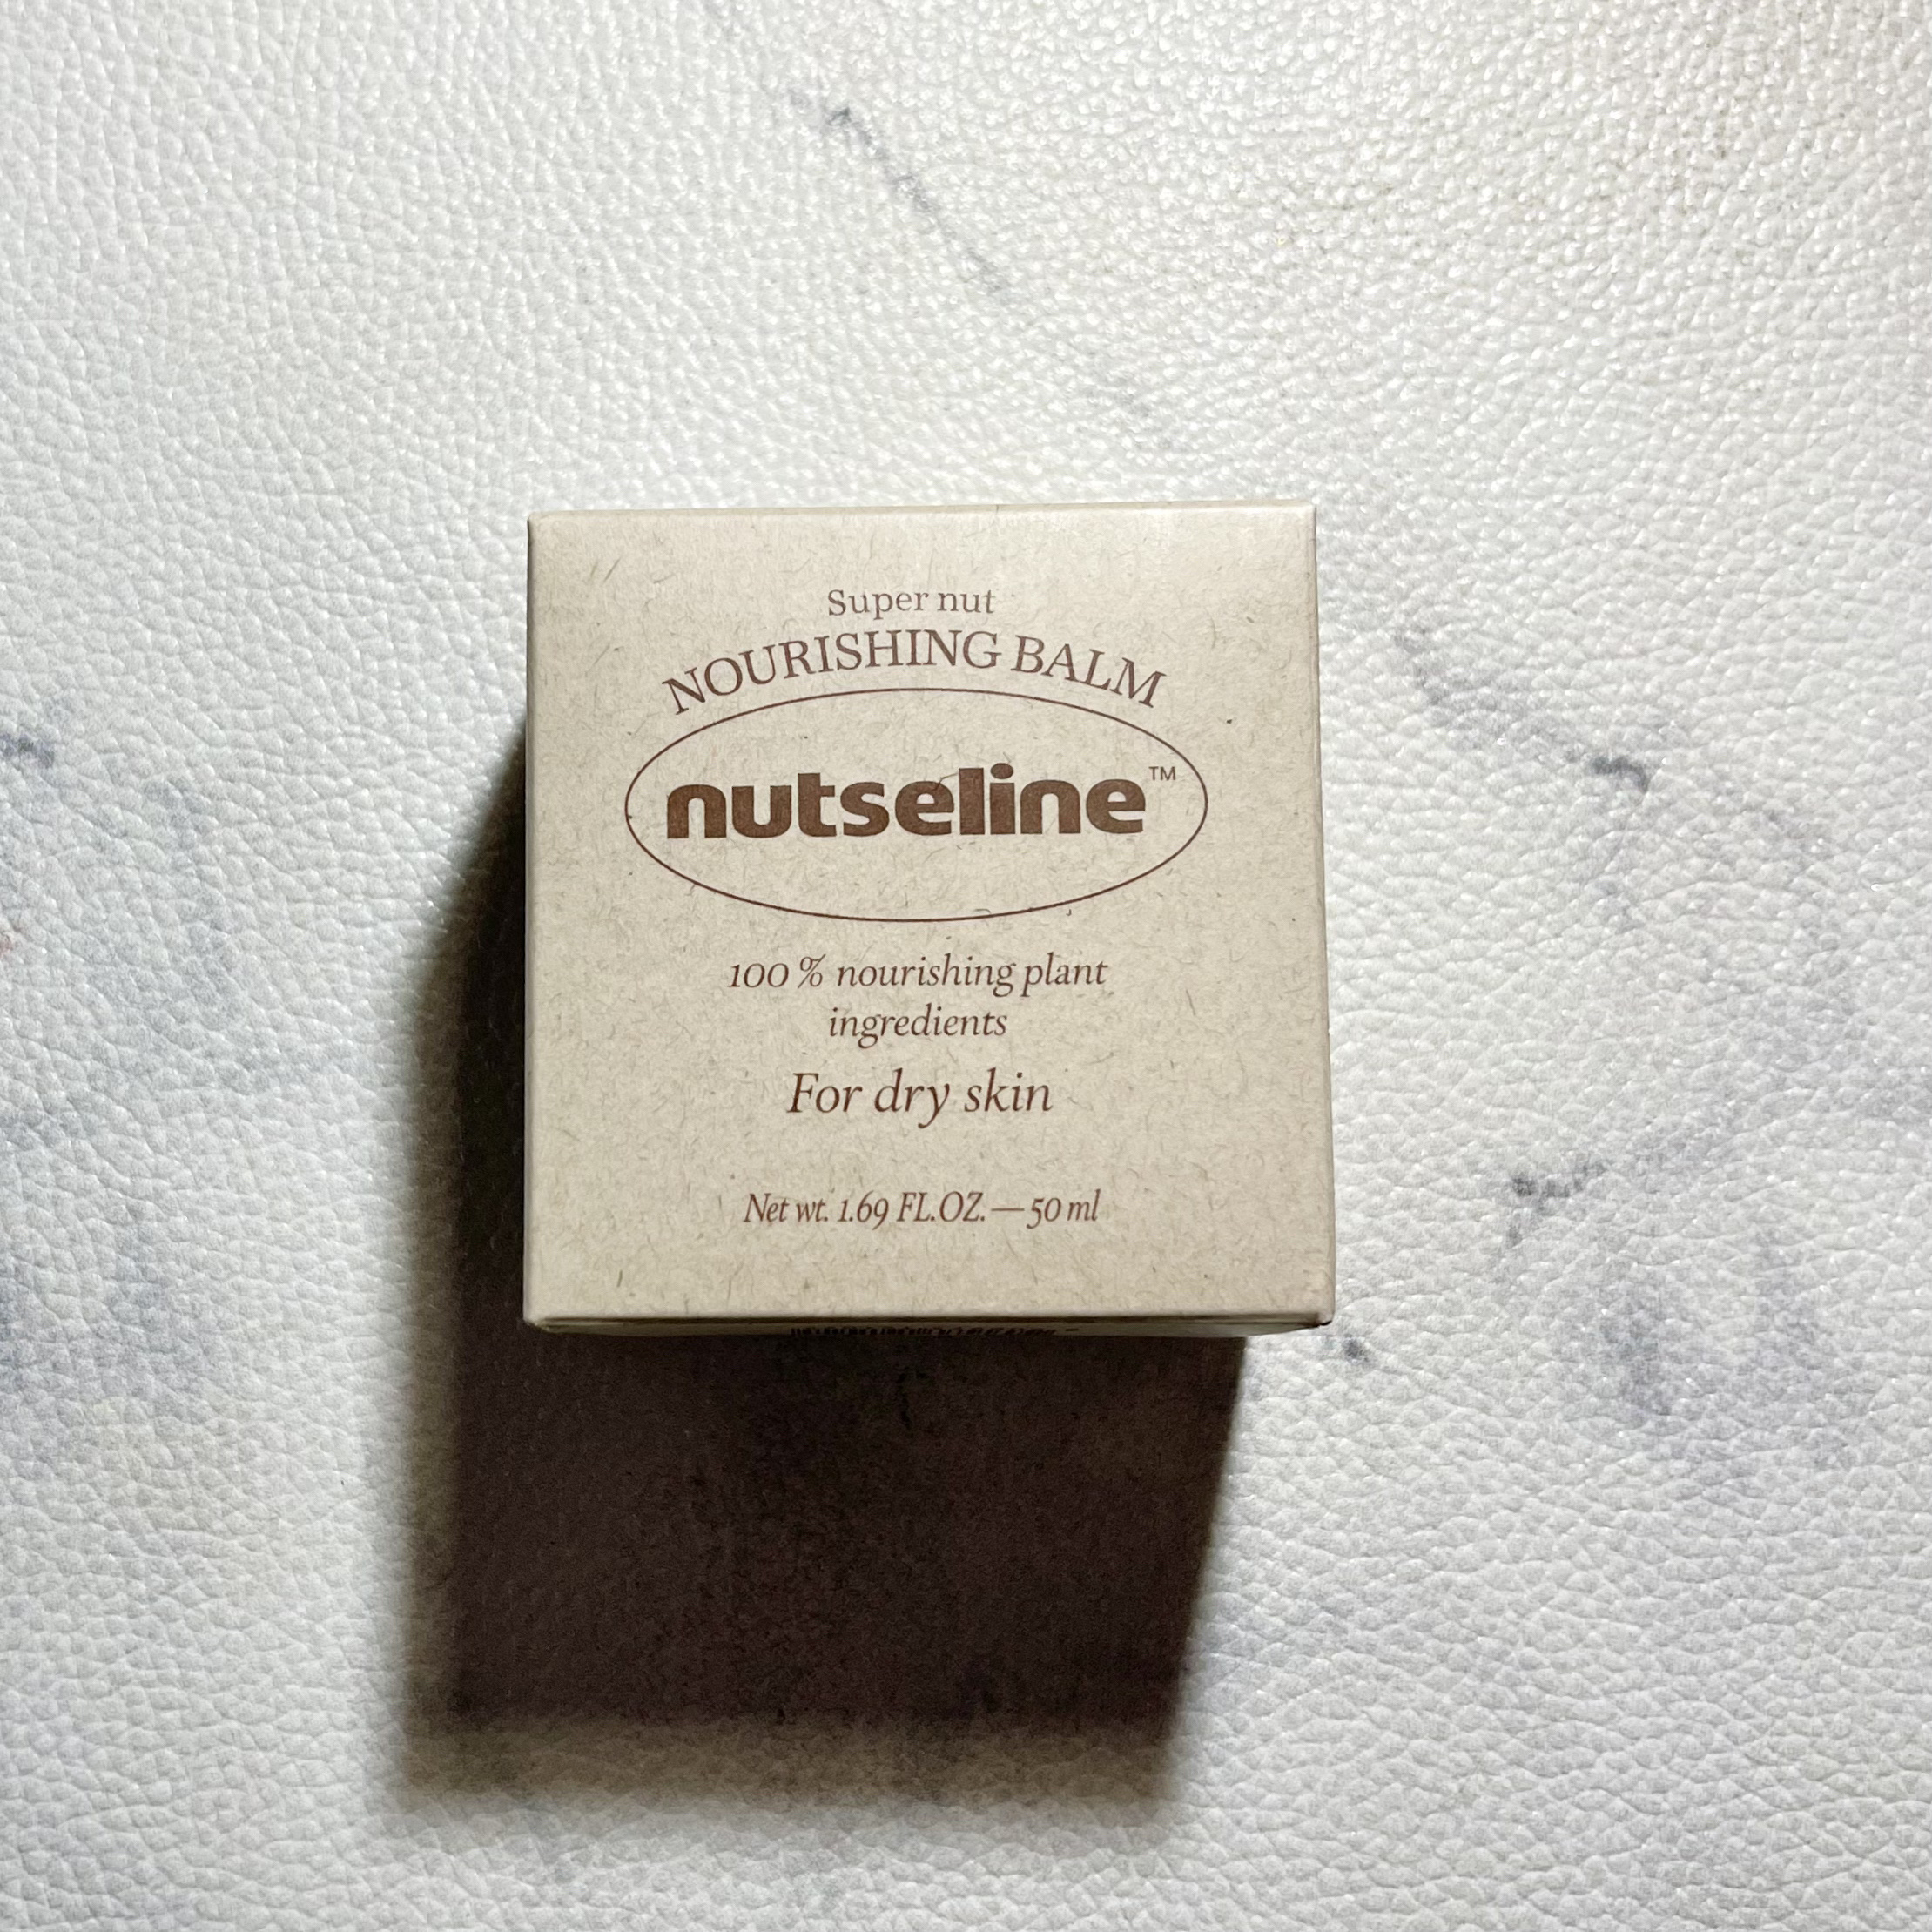 Super nut
NOURISHING BALM
nutseline™
100 % nourishing plant
ingredients
For dry skin
Net wt. 1.69 FL.OZ. — 50 ml